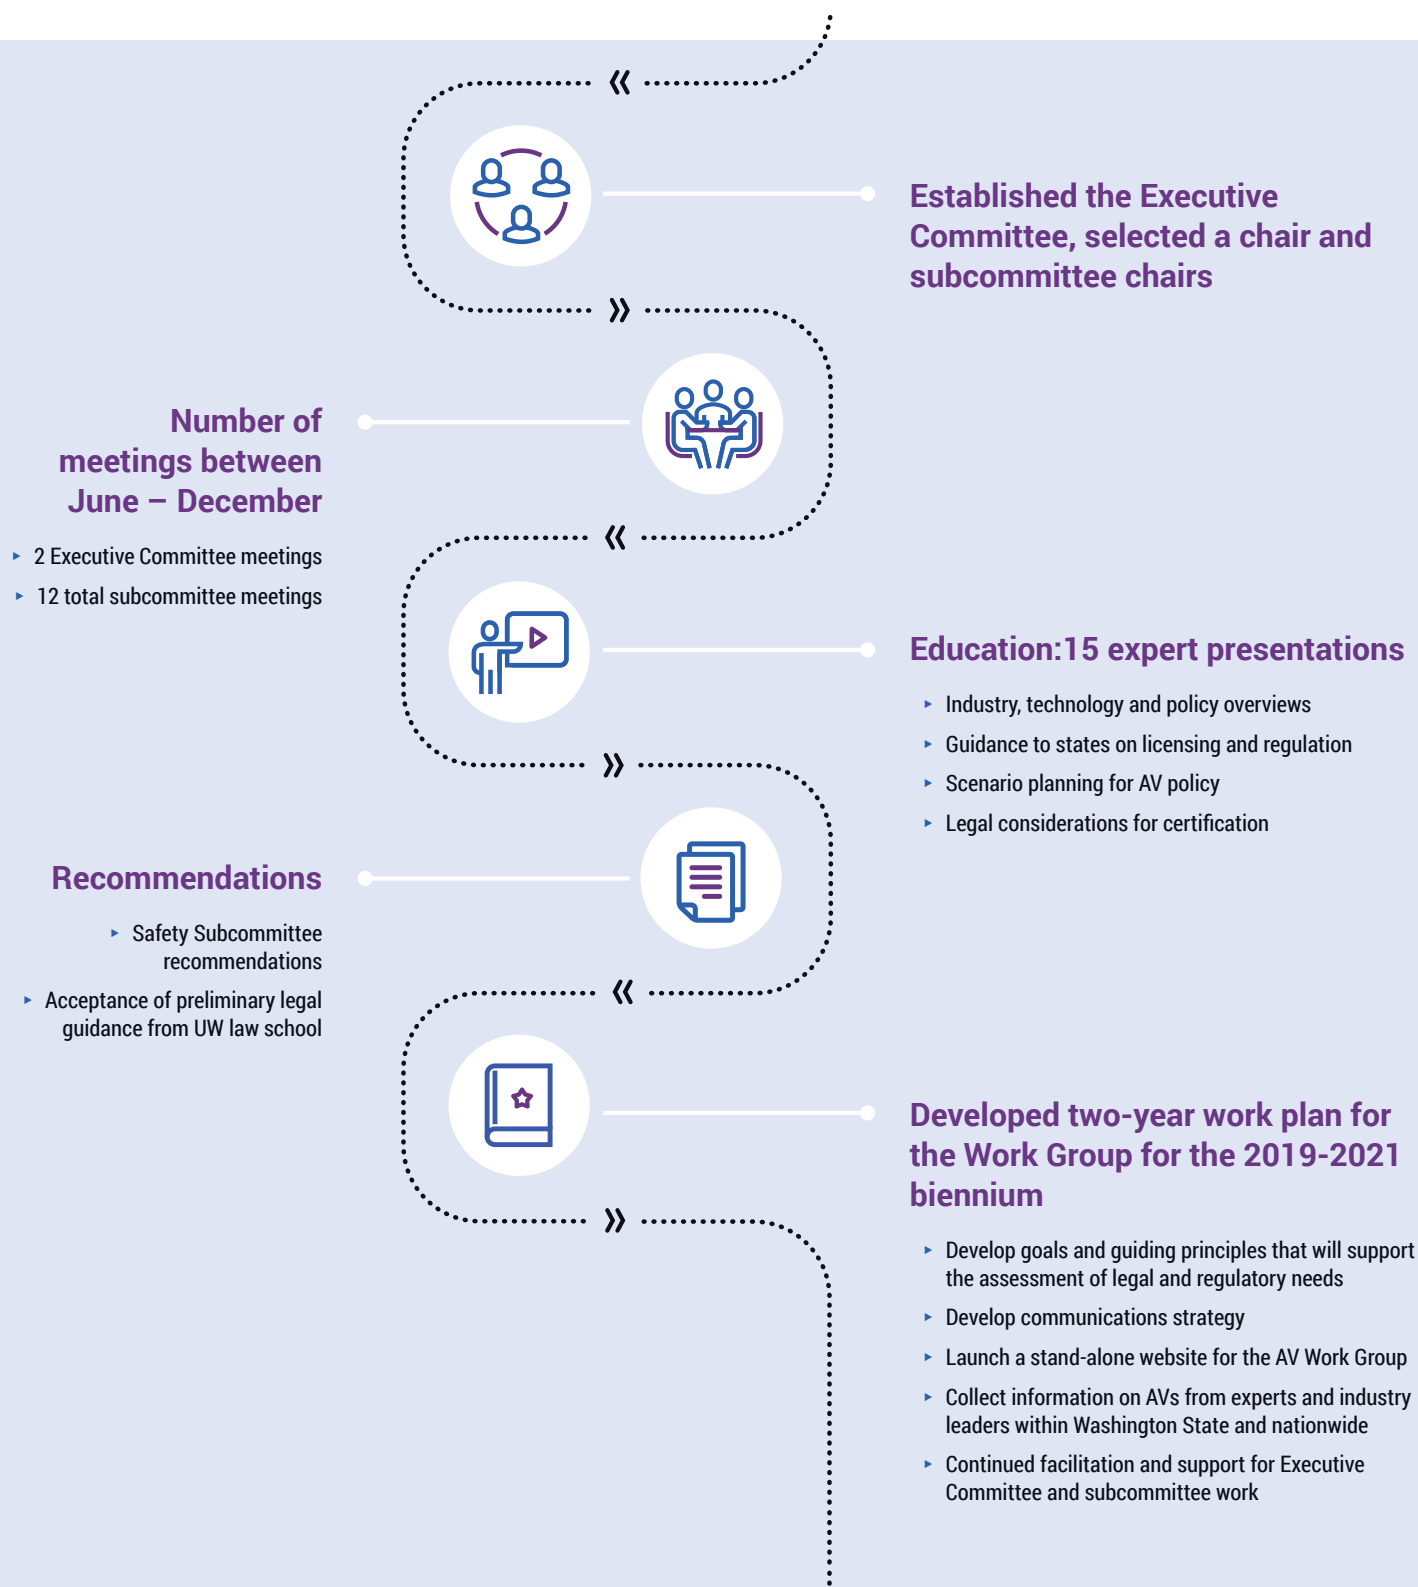 Established the Executive
Committee, selected a chair and
subcommittee chairs
Number of
meetings between
June – December
▸ 2 Executive Committee meetings
▸ 12 total subcommittee meetings
Education:15 expert presentations
▸ Industry, technology and policy overviews
▸ Guidance to states on licensing and regulation
▸ Scenario planning for AV policy
▸ Legal considerations for certification
Recommendations
▸ Safety Subcommittee
recommendations
▸ Acceptance of preliminary legal
guidance from UW law school
Developed two-year work plan for
the Work Group for the 2019-2021
biennium
▸ Develop goals and guiding principles that will support
the assessment of legal and regulatory needs
▸ Develop communications strategy
▸ Launch a stand-alone website for the AV Work Group
▸ Collect information on AVs from experts and industry
leaders within Washington State and nationwide
▸ Continued facilitation and support for Executive
Committee and subcommittee work